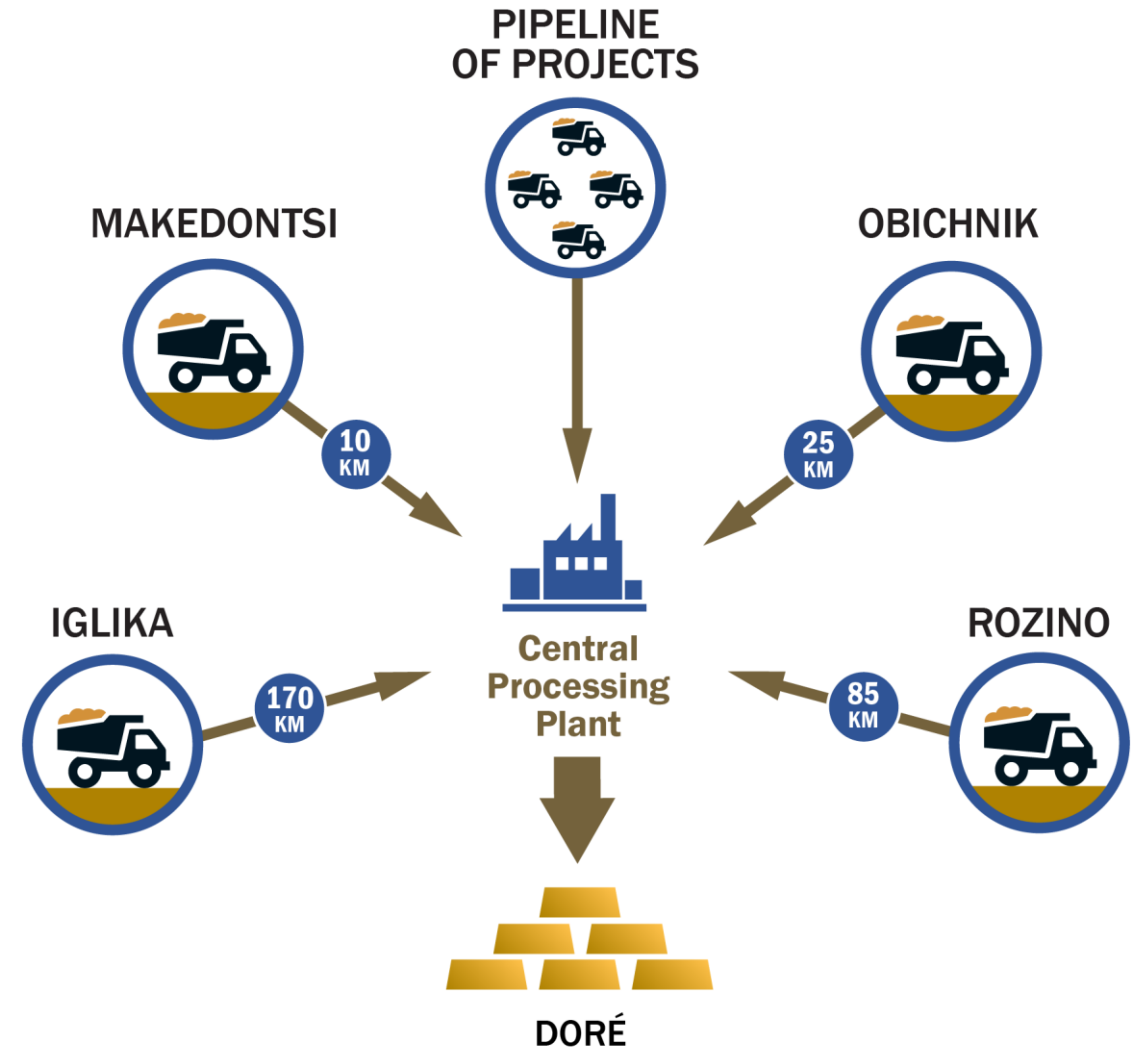 PIPELINE
OF PROJECTS
MAKEDONTSI
OBICHNIK
10
KM
25
KM
IGLIKA
ROZINO
170
KM
85
KM
Central
Processing
Plant
DORÉ